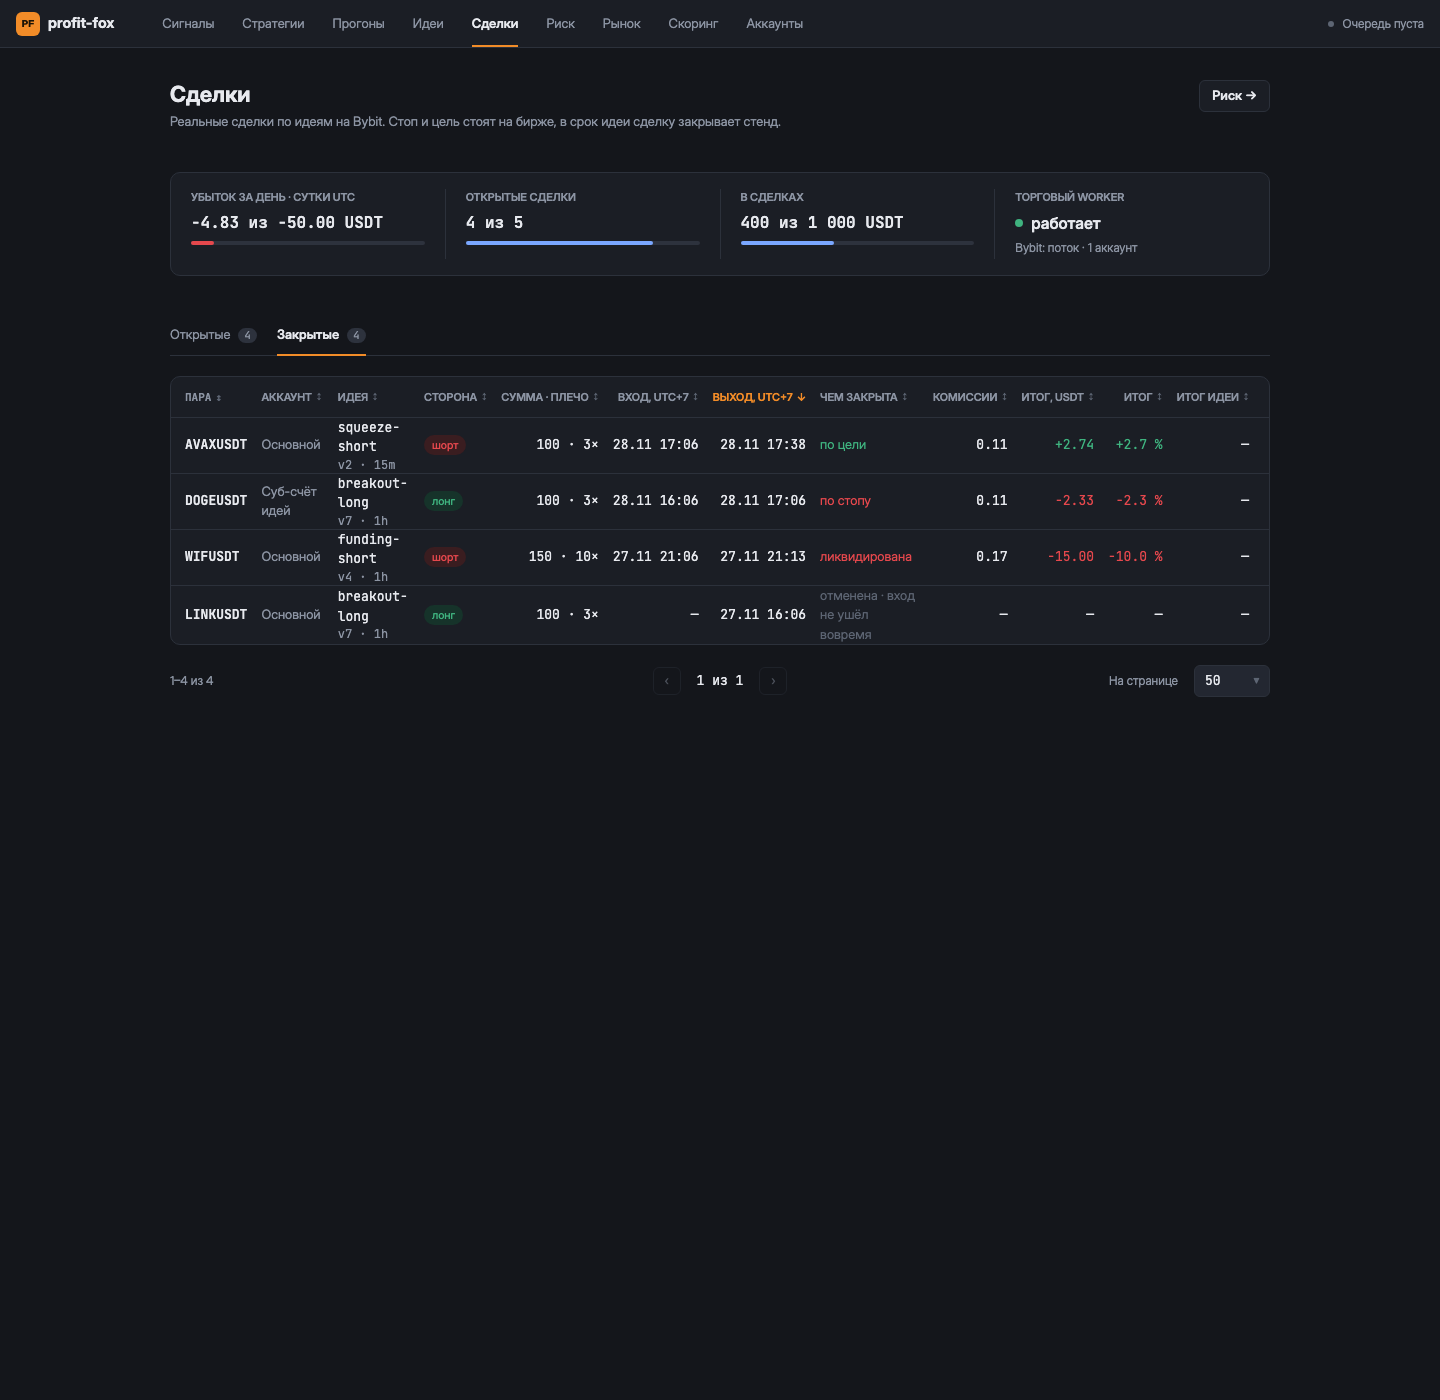 PF profit-fox Сигналы Стратегии Прогоны Идеи Сделки Риск Рынок Скоринг Аккаунты Очередь пуста
Сделки
Риск →
Реальные сделки по идеям на Bybit. Стоп и цель стоят на бирже, в срок идеи сделку закрывает стенд.
УБЫТОК ЗА ДЕНЬ · СУТКИ UTC
-4.83 из -50.00 USDT
ОТКРЫТЫЕ СДЕЛКИ
4 из 5
В СДЕЛКАХ
400 из 1 000 USDT
ТОРГОВЫЙ WORKER
работает
Bybit: поток · 1 аккаунт
Открытые 4 Закрытые 4
ПАРА ↕ АККАУНТ ↕ ИДЕЯ ↕ СТОРОНА ↕ СУММА · ПЛЕЧО ↕ ВХОД, UTC+7 ↕ ВЫХОД, UTC+7 ↓ ЧЕМ ЗАКРЫТА ↕ КОМИССИИ ↕ ИТОГ, USDT ↕ ИТОГ ↕ ИТОГ ИДЕИ ↕
squeeze-
AVAXUSDT Основной short шорт 100 · 3× 28.11 17:06 28.11 17:38 по цели 0.11 +2.74 +2.7 % —
v2 · 15m
breakout-
DOGEUSDT Суб-счёт идей long лонг 100 · 3× 28.11 16:06 28.11 17:06 по стопу 0.11 -2.33 -2.3 % —
v7 · 1h
funding-
WIFUSDT Основной short шорт 150 · 10× 27.11 21:06 27.11 21:13 ликвидирована 0.17 -15.00 -10.0 % —
v4 · 1h
breakout- отменена · вход
LINKUSDT Основной long лонг 100 · 3× — 27.11 16:06 не ушёл — — — —
v7 · 1h вовремя
1–4 из 4 ‹ 1 из 1 › На странице 50 ▾